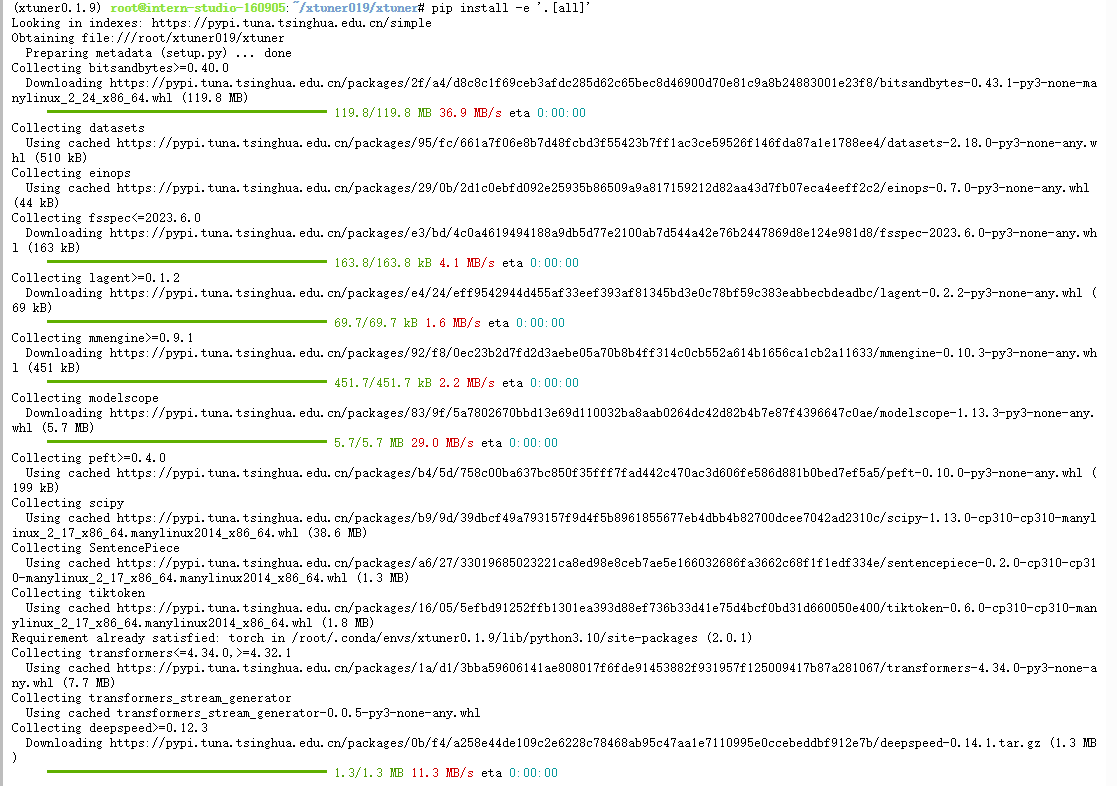 (xtuner0.1.9) root@intern-studio-160905:~/xtuner019/xtuner# pip install -e '.[all]'
Looking in indexes: https://pypi.tuna.tsinghua.edu.cn/simple
Obtaining file:///root/xtuner019/xtuner
  Preparing metadata (setup.py) ... done
Collecting bitsandbytes>=0.40.0
  Downloading https://pypi.tuna.tsinghua.edu.cn/packages/2f/a4/d8c8c1f69ceb3afdc285d62c65bec8d46900d70e81c9a8b24883001e23f8/bitsandbytes-0.43.1-py3-none-ma
nylinux_2_24_x86_64.whl (119.8 MB)
119.8/119.8 MB 36.9 MB/s eta 0:00:00
Collecting datasets
  Using cached https://pypi.tuna.tsinghua.edu.cn/packages/95/fc/661a7f06e8b7d48fcbd3f55423b7ff1ac3ce59526f146fda87a1e1788ee4/datasets-2.18.0-py3-none-any.w
hl (510 kB)
Collecting einops
  Using cached https://pypi.tuna.tsinghua.edu.cn/packages/29/0b/2d1c0ebfd092e25935b86509a9a817159212d82aa43d7fb07eca4eeff2c2/einops-0.7.0-py3-none-any.whl
(44 kB)
Collecting fsspec<=2023.6.0
  Downloading https://pypi.tuna.tsinghua.edu.cn/packages/e3/bd/4c0a4619494188a9db5d77e2100ab7d544a42e76b2447869d8e124e981d8/fsspec-2023.6.0-py3-none-any.wh
l (163 kB)
163.8/163.8 kB 4.1 MB/s eta 0:00:00
Collecting lagent>=0.1.2
  Downloading https://pypi.tuna.tsinghua.edu.cn/packages/e4/24/eff9542944d455af33eef393af81345bd3e0c78bf59c383eabbecbdeadbc/lagent-0.2.2-py3-none-any.whl (
69 kB)
69.7/69.7 kB 1.6 MB/s eta 0:00:00
Collecting mmengine>=0.9.1
  Downloading https://pypi.tuna.tsinghua.edu.cn/packages/92/f8/0ec23b2d7fd2d3aebe05a70b8b4ff314c0cb552a614b1656ca1cb2a11633/mmengine-0.10.3-py3-none-any.wh
l (451 kB)
451.7/451.7 kB 2.2 MB/s eta 0:00:00
Collecting modelscope
  Downloading https://pypi.tuna.tsinghua.edu.cn/packages/83/9f/5a7802670bbd13e69d110032ba8aab0264dc42d82b4b7e87f4396647c0ae/modelscope-1.13.3-py3-none-any.
whl (5.7 MB)
5.7/5.7 MB 29.0 MB/s eta 0:00:00
Collecting peft>=0.4.0
  Using cached https://pypi.tuna.tsinghua.edu.cn/packages/b4/5d/758c00ba637bc850f35fff7fad442c470ac3d606fe586d881b0bed7ef5a5/peft-0.10.0-py3-none-any.whl (
199 kB)
Collecting scipy
  Using cached https://pypi.tuna.tsinghua.edu.cn/packages/b9/9d/39dbcf49a793157f9d4f5b8961855677eb4dbb4b82700dcee7042ad2310c/scipy-1.13.0-cp310-cp310-manyl
inux_2_17_x86_64.manylinux2014_x86_64.whl (38.6 MB)
Collecting SentencePiece
  Using cached https://pypi.tuna.tsinghua.edu.cn/packages/a6/27/33019685023221ca8ed98e8ceb7ae5e166032686fa3662c68f1f1edf334e/sentencepiece-0.2.0-cp310-cp31
0-manylinux_2_17_x86_64.manylinux2014_x86_64.whl (1.3 MB)
Collecting tiktoken
  Using cached https://pypi.tuna.tsinghua.edu.cn/packages/16/05/5efbd91252ffb1301ea393d88ef736b33d41e75d4bcf0bd31d660050e400/tiktoken-0.6.0-cp310-cp310-man
ylinux_2_17_x86_64.manylinux2014_x86_64.whl (1.8 MB)
Requirement already satisfied: torch in /root/.conda/envs/xtuner0.1.9/lib/python3.10/site-packages (2.0.1)
Collecting transformers<=4.34.0,>=4.32.1
  Using cached https://pypi.tuna.tsinghua.edu.cn/packages/1a/d1/3bba59606141ae808017f6fde91453882f931957f125009417b87a281067/transformers-4.34.0-py3-none-a
ny.whl (7.7 MB)
Collecting transformers_stream_generator
  Using cached transformers_stream_generator-0.0.5-py3-none-any.whl
Collecting deepspeed>=0.12.3
  Downloading https://pypi.tuna.tsinghua.edu.cn/packages/0b/f4/a258e44de109c2e6228c78468ab95c47aa1e7110995e0ccebeddbf912e7b/deepspeed-0.14.1.tar.gz (1.3 MB
)
1.3/1.3 MB 11.3 MB/s eta 0:00:00